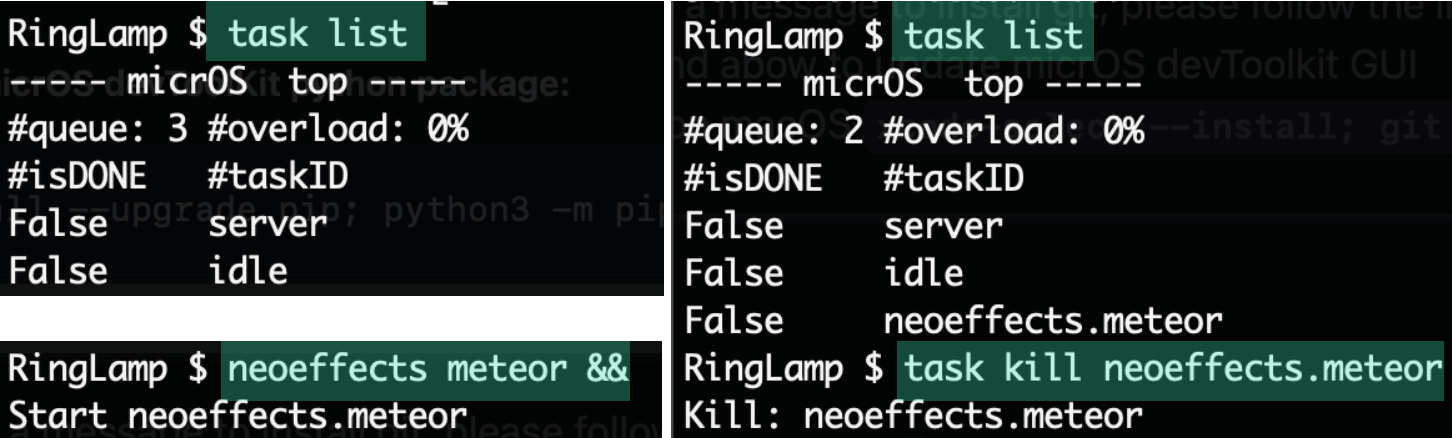 RingLamp $ task list
----- micrOS  top -----
#queue: 3 #overload: 0%
#isDONE   #taskID
False     server
False     idle
RingLamp $ neoeffects meteor &&
Start neoeffects.meteor
RingLamp $ task list
----- micrOS  top -----
#queue: 2 #overload: 0%
#isDONE   #taskID
False     server
False     idle
False     neoeffects.meteor
RingLamp $ task kill neoeffects.meteor
Kill: neoeffects.meteor